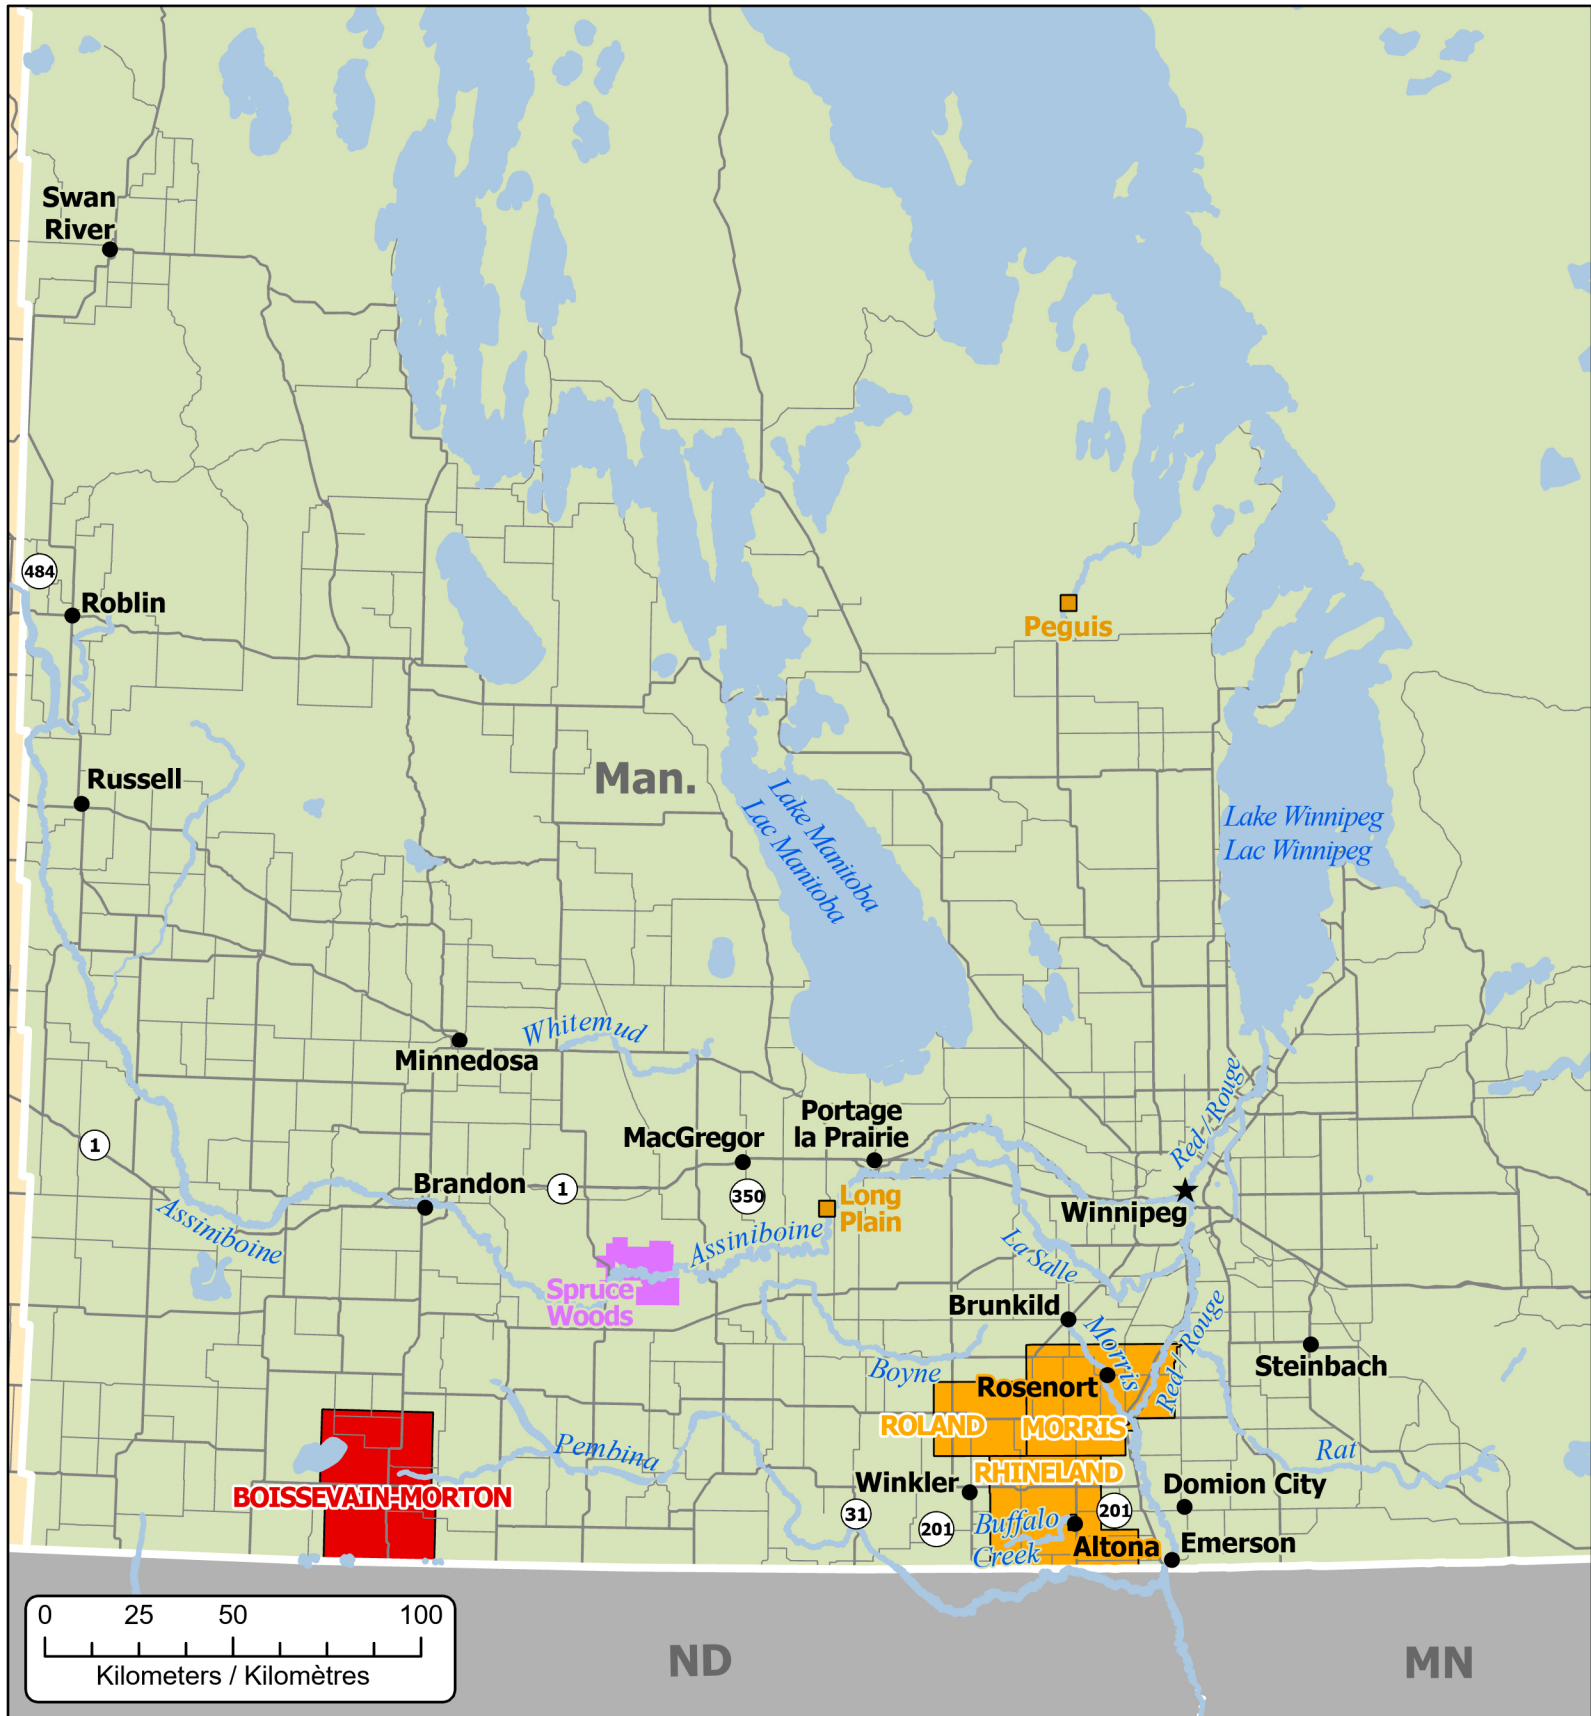 Swan
River
484
Roblin
Peguis
Russell
Man.
Lake Manitoba
Lac Manitoba
Lake Winnipeg
Lac Winnipeg
Whitemud
Minnedosa
Red / Rouge
Portage
la Prairie
MacGregor
1
Brandon
1
350
Long
Plain
Winnipeg
Assiniboine
Assiniboine
La Salle
Spruce
Woods
Brunkild
Morris
Red / Rouge
Steinbach
Boyne
Rosenort
ROLAND
MORRIS
Pembina
Rat
RHINELAND
Winkler
Domion City
BOISSEVAIN-MORTON
31
201
201
Buffalo
Creek
Altona
Emerson
0 25 50 100
Kilometers / Kilomètres
ND
MN